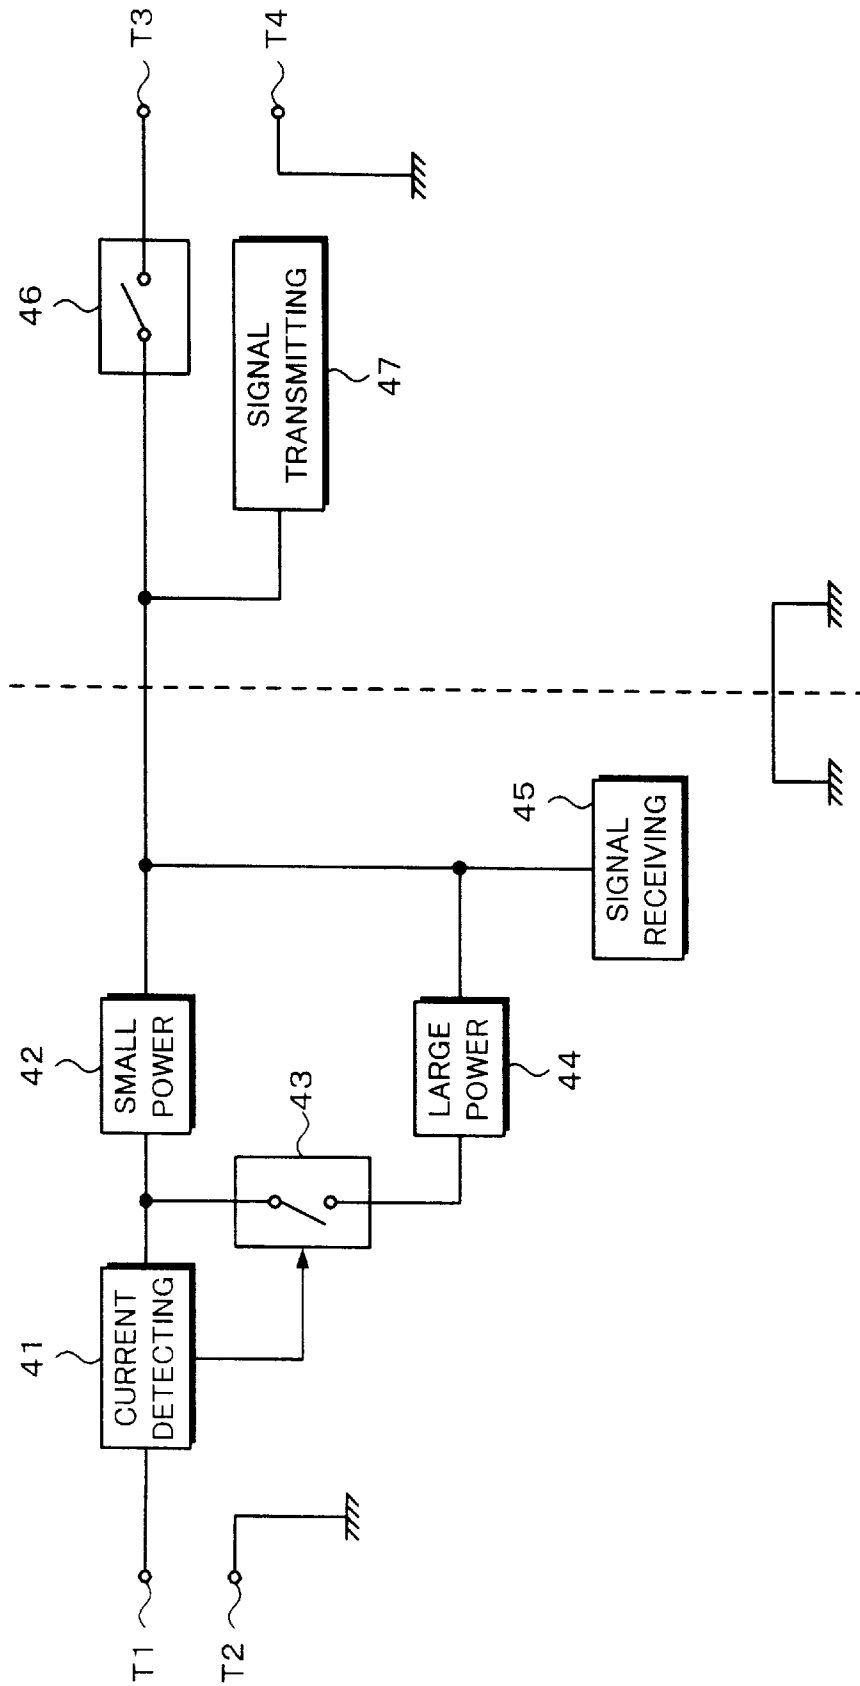 T1
T2
41
CURRENT
DETECTING
42
SMALL
POWER
43
LARGE
POWER
44
45
SIGNAL
RECEIVING
46
SIGNAL
TRANSMITTING
47
T3
T4